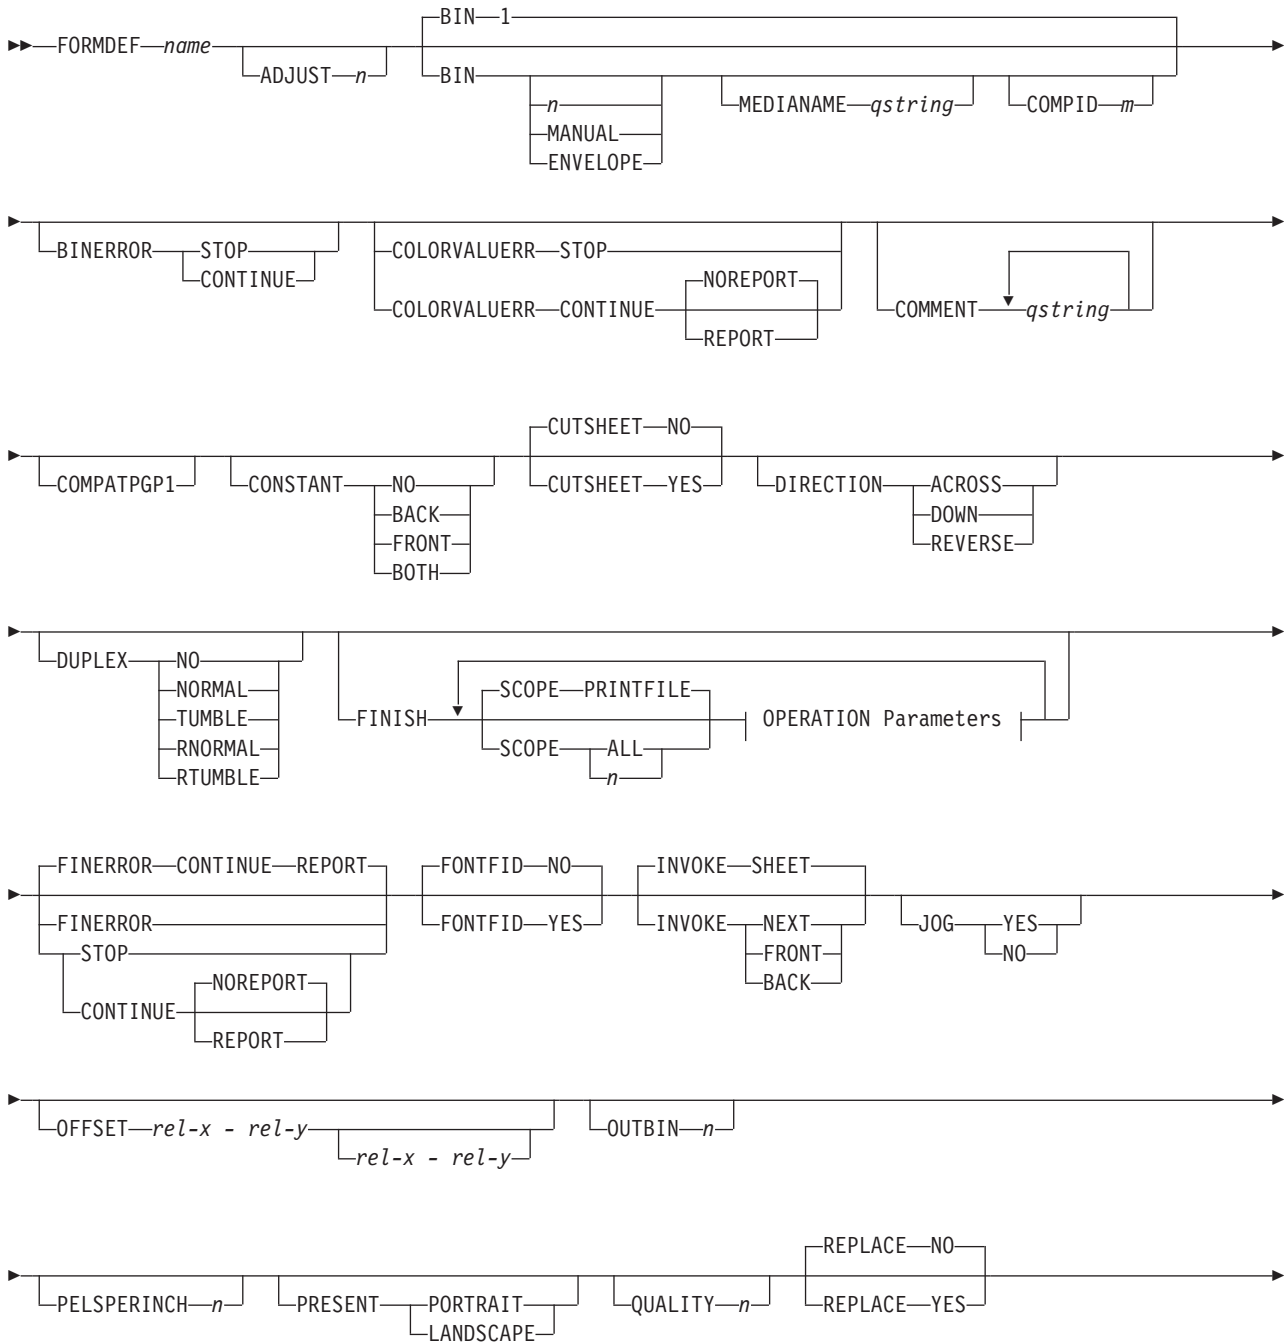 BIN 1
FORMDEF name
ADJUST n
BIN
n
MEDIANAME qstring
COMPID m
MANUAL
ENVELOPE
BINERROR STOP
CONTINUE
COLORVALUERR STOP
COLORVALUERR CONTINUE
NOREPORT
REPORT
COMMENT qstring
COMPATPGP1
CONSTANT NO
BACK
FRONT
BOTH
CUTSHEET NO
CUTSHEET YES
DIRECTION ACROSS
DOWN
REVERSE
DUPLEX NO
NORMAL
TUMBLE
RNORMAL
RTUMBLE
FINISH
SCOPE PRINTFILE
SCOPE ALL
n
OPERATION Parameters
FINERROR CONTINUE REPORT
FINERROR
STOP
CONTINUE
NOREPORT
REPORT
FONTFID NO
FONTFID YES
INVOKE SHEET
INVOKE NEXT
FRONT
BACK
JOG YES
NO
OFFSET rel-x - rel-y
rel-x - rel-y
OUTBIN n
PELSPERINCH n
PRESENT PORTRAIT
LANDSCAPE
QUALITY n
REPLACE NO
REPLACE YES